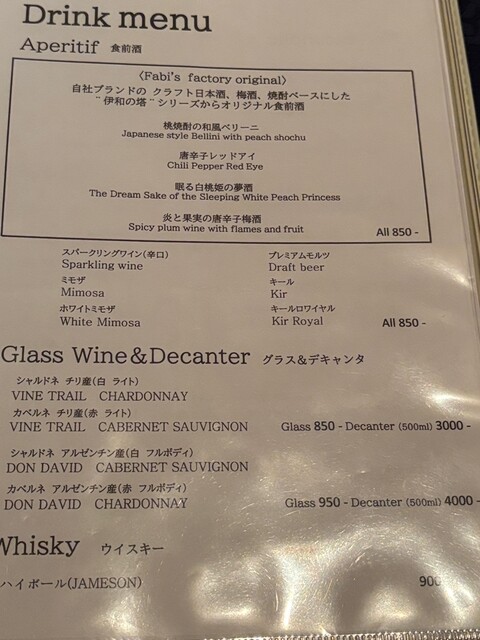 Drink menu
Aperitif 食前酒
〈Fabi's factory original〉
自社ブランドの クラフト日本酒、梅酒、焼酎ベースにした
"伊和の塔"シリーズからオリジナル食前酒
桃焼酎の和風ベリーニ
Japanese style Bellini with peach shochu
唐辛子レッドアイ
Chili Pepper Red Eye
眠る白桃姫の夢酒
The Dream Sake of the Sleeping White Peach Princess
炎と果実の唐辛子梅酒
Spicy plum wine with flames and fruit
All 850 -
スパークリングワイン(辛口) プレミアムモルツ
Sparkling wine Draft beer
ミモザ キール
Mimosa Kir
ホワイトミモザ キールロワイヤル
White Mimosa Kir Royal All 850 -
Glass Wine&Decanter グラス&デキャンタ
シャルドネ チリ産(白 ライト)
VINE TRAIL CHARDONNAY
カベルネ チリ産(赤 ライト)
VINE TRAIL CABERNET SAUVIGNON Glass 850 - Decanter (500ml) 3000 -
シャルドネ アルゼンチン産(白 フルボディ)
DON DAVID CABERNET SAUVIGNON
カベルネ アルゼンチン産(赤 フルボディ)
DON DAVID CHARDONNAY Glass 950 - Decanter (500ml) 4000 -
Whisky ウイスキー
ハイボール(JAMESON) 900